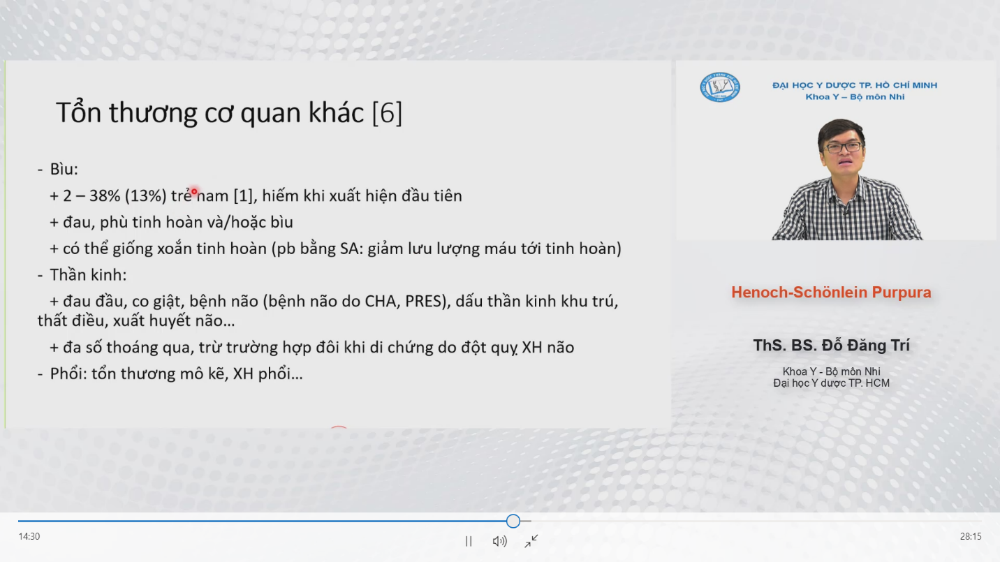 Tổn thương cơ quan khác [6]
- Bìu:
+ 2 – 38% (13%) trẻ nam [1], hiếm khi xuất hiện đầu tiên
+ đau, phù tinh hoàn và/hoặc bìu
+ có thể giống xoắn tinh hoàn (pb bằng SA: giảm lưu lượng máu tới tinh hoàn)
- Thần kinh:
+ đau đầu, co giật, bệnh não (bệnh não do CHA, PRES), dấu thần kinh khu trú,
thất điều, xuất huyết não...
+ đa số thoáng qua, trừ trường hợp đôi khi di chứng do đột quỵ, XH não
- Phổi: tổn thương mô kẽ, XH phổi...
ĐẠI HỌC Y DƯỢC TP. HỒ CHÍ MINH
Khoa Y – Bộ môn Nhi
Henoch-Schönlein Purpura
ThS. BS. Đỗ Đăng Trí
Khoa Y - Bộ môn Nhi
Đại học Y dược TP. HCM
14:30
28:15